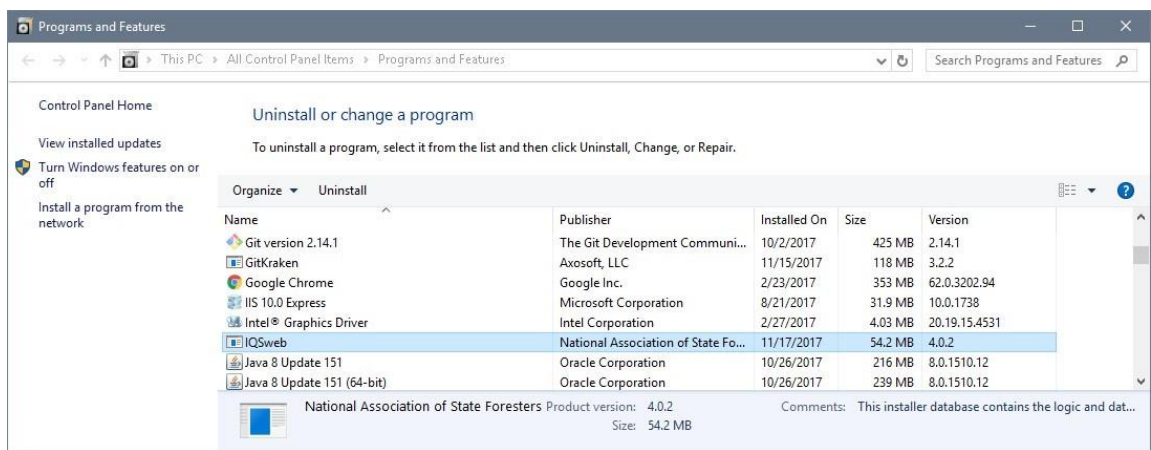 Programs and Features
This PC > All Control Panel Items > Programs and Features
Search Programs and Features
Control Panel Home
View installed updates
Turn Windows features on or
off
Install a program from the
network
Uninstall or change a program
To uninstall a program, select it from the list and then click Uninstall, Change, or Repair.
Organize Uninstall
Name Publisher Installed On Size Version
Git version 2.14.1 The Git Development Communi... 10/2/2017 425 MB 2.14.1
GitKraken Axosoft, LLC 11/15/2017 118 MB 3.2.2
Google Chrome Google Inc. 2/23/2017 353 MB 62.0.3202.94
IIS 10.0 Express Microsoft Corporation 8/21/2017 31.9 MB 10.0.1738
Intel® Graphics Driver Intel Corporation 2/27/2017 4.03 MB 20.19.15.4531
IQSweb National Association of State Fo... 11/17/2017 54.2 MB 4.0.2
Java 8 Update 151 Oracle Corporation 10/26/2017 216 MB 8.0.1510.12
Java 8 Update 151 (64-bit) Oracle Corporation 10/26/2017 239 MB 8.0.1510.12
National Association of State Foresters Product version: 4.0.2 Comments: This installer database contains the logic and dat...
Size: 54.2 MB